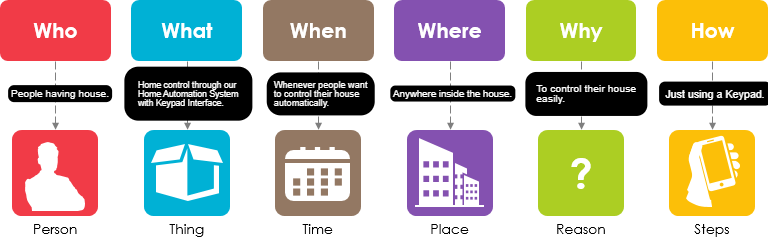 Who
What
When
Where
Why
How
People having house.
Home control through our
Home Automation System
with Keypad Interface.
Whenever people want
to control their house
automatically.
Anywhere inside the house.
To control their house
easily.
Just using a Keypad.
?
Person
Thing
Time
Place
Reason
Steps